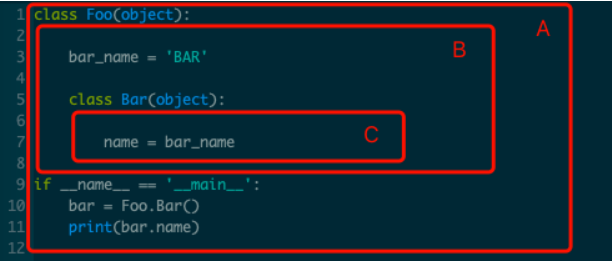 1 class Foo(object):
2
A
3 bar_name = 'BAR'
B
4
5 class Bar(object):
6
7 name = bar_name
C
8
9 if __name__ == '__main__':
10 bar = Foo.Bar()
11 print(bar.name)
12